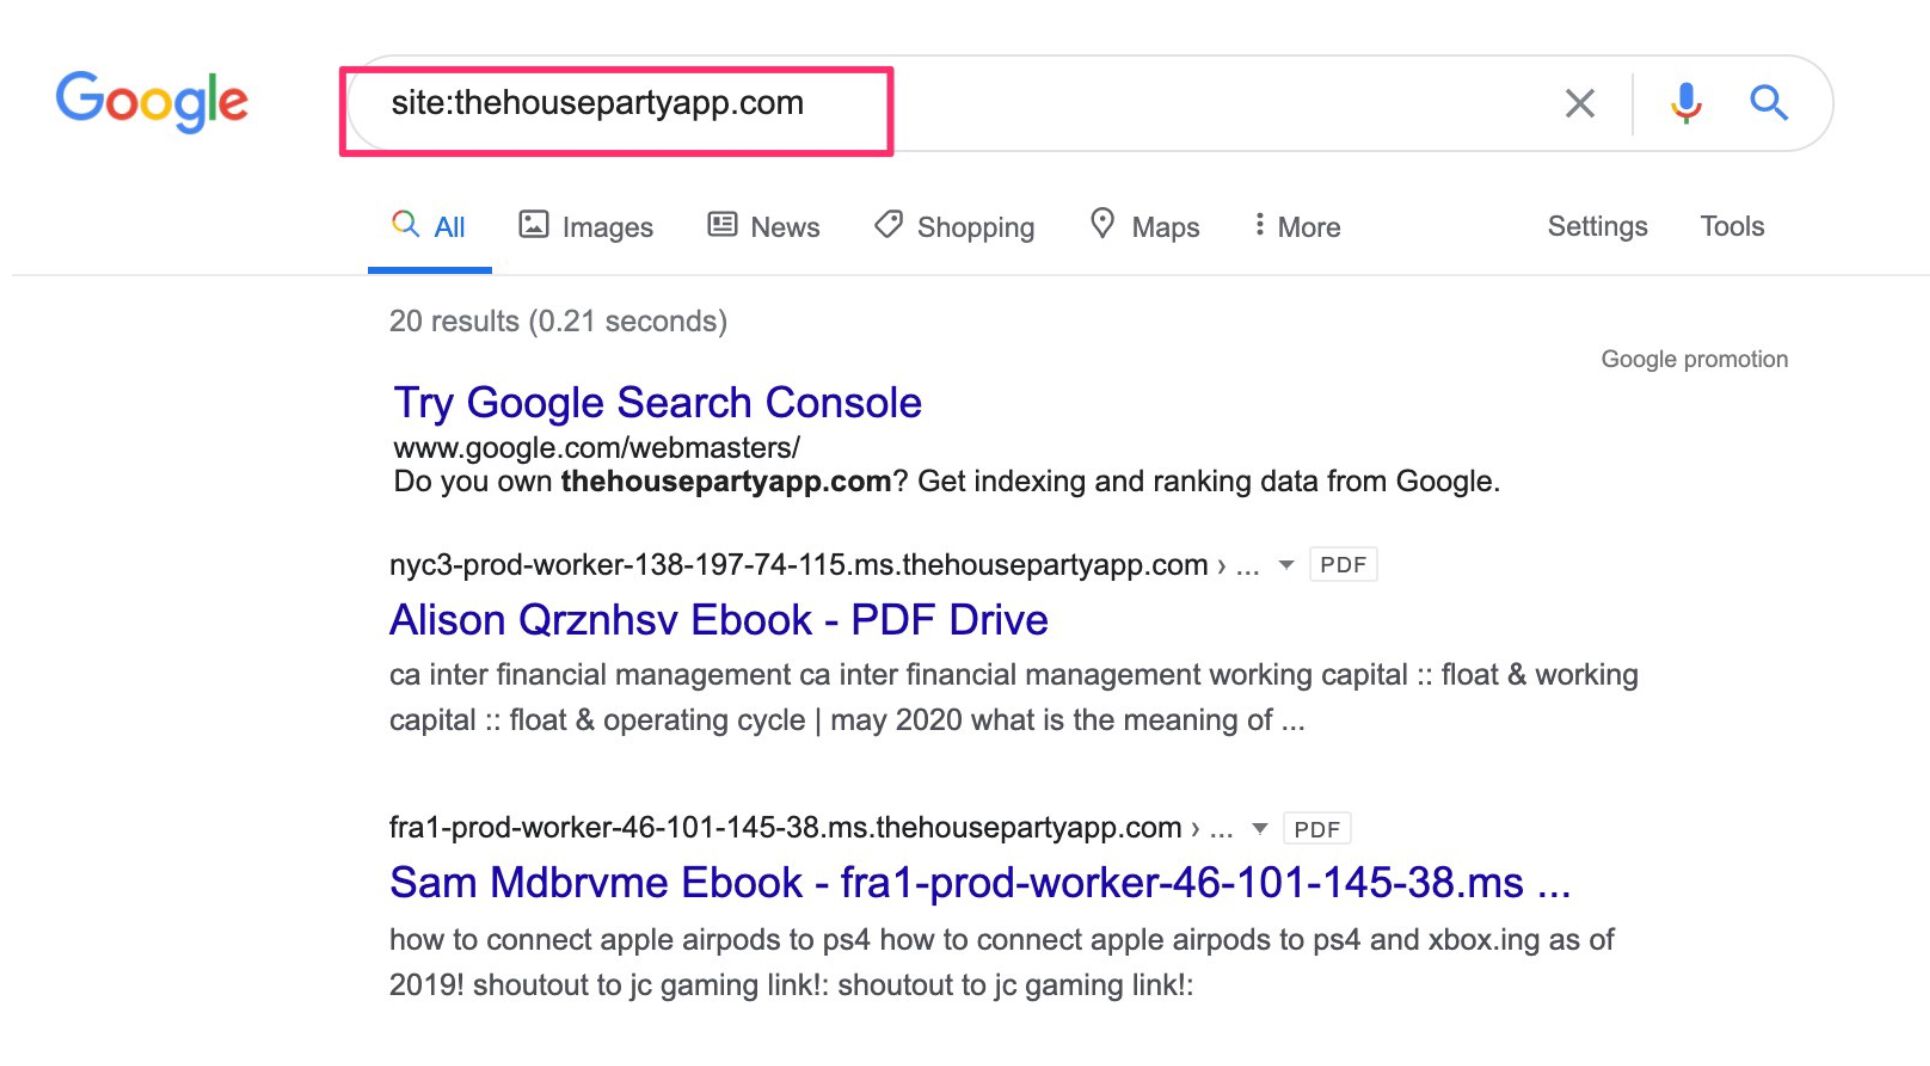 Google
site:thehousepartyapp.com
All Images News Shopping Maps More Settings Tools
20 results (0.21 seconds)
Google promotion
Try Google Search Console
www.google.com/webmasters/
Do you own thehousepartyapp.com? Get indexing and ranking data from Google.
nyc3-prod-worker-138-197-74-115.ms.thehousepartyapp.com › ... PDF
Alison Qrznhsv Ebook - PDF Drive
ca inter financial management ca inter financial management working capital :: float & working
capital :: float & operating cycle | may 2020 what is the meaning of ...
fra1-prod-worker-46-101-145-38.ms.thehousepartyapp.com › ... PDF
Sam Mdbrvme Ebook - fra1-prod-worker-46-101-145-38.ms ...
how to connect apple airpods to ps4 how to connect apple airpods to ps4 and xbox.ing as of
2019! shoutout to jc gaming link!: shoutout to jc gaming link!: